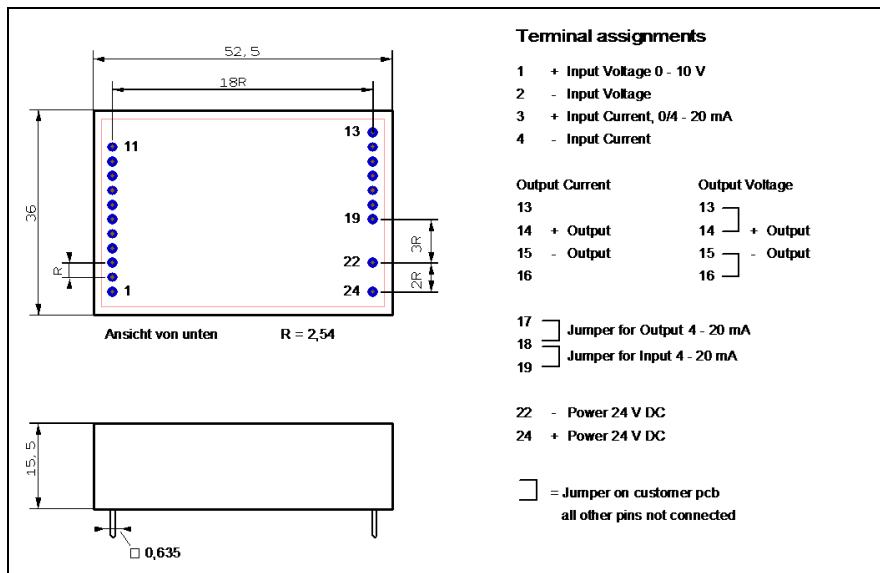 52,5
18R
36
11
13
19
3R
22
2R
24
R
1
Ansicht von unten R = 2,54
15,5
□ 0,635
Terminal assignments
1 + Input Voltage 0 - 10 V
2 - Input Voltage
3 + Input Current, 0/4 - 20 mA
4 - Input Current
Output Current Output Voltage
13 13
14 + Output 14 + Output
15 - Output 15 - Output
16 16
17 Jumper for Output 4 - 20 mA
18
19 Jumper for Input 4 - 20 mA
22 - Power 24 V DC
24 + Power 24 V DC
= Jumper on customer pcb
all other pins not connected